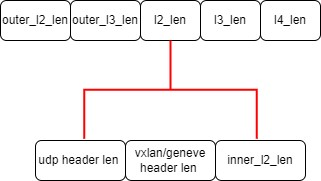 outer_l2_len outer_l3_len l2_len l3_len l4_len
udp header len vxlan/geneve header len inner_l2_len